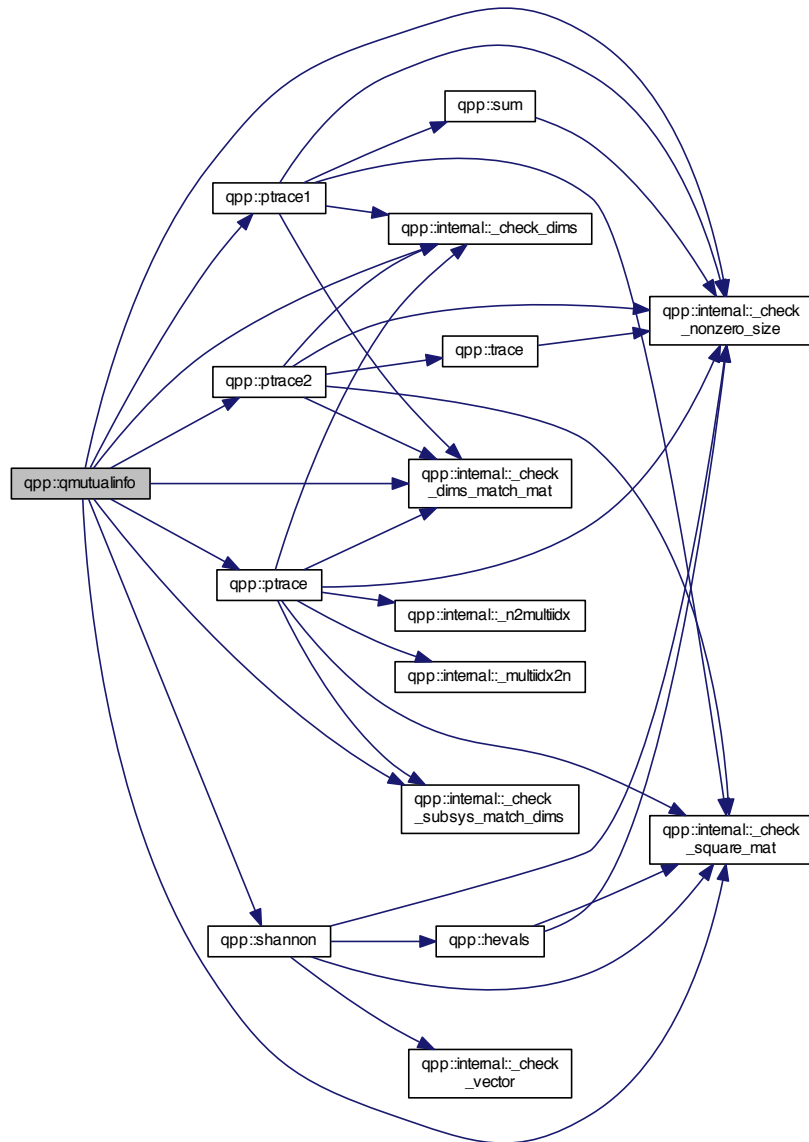 qpp::sum
qpp::ptrace1
qpp::internal::_check_dims
qpp::internal::_check
_nonzero_size
qpp::trace
qpp::ptrace2
qpp::internal::_check
_dims_match_mat
qpp::qmutualinfo
qpp::ptrace
qpp::internal::_n2multiidx
qpp::internal::_multiidx2n
qpp::internal::_check
_subsys_match_dims
qpp::internal::_check
_square_mat
qpp::shannon
qpp::hevals
qpp::internal::_check
_vector